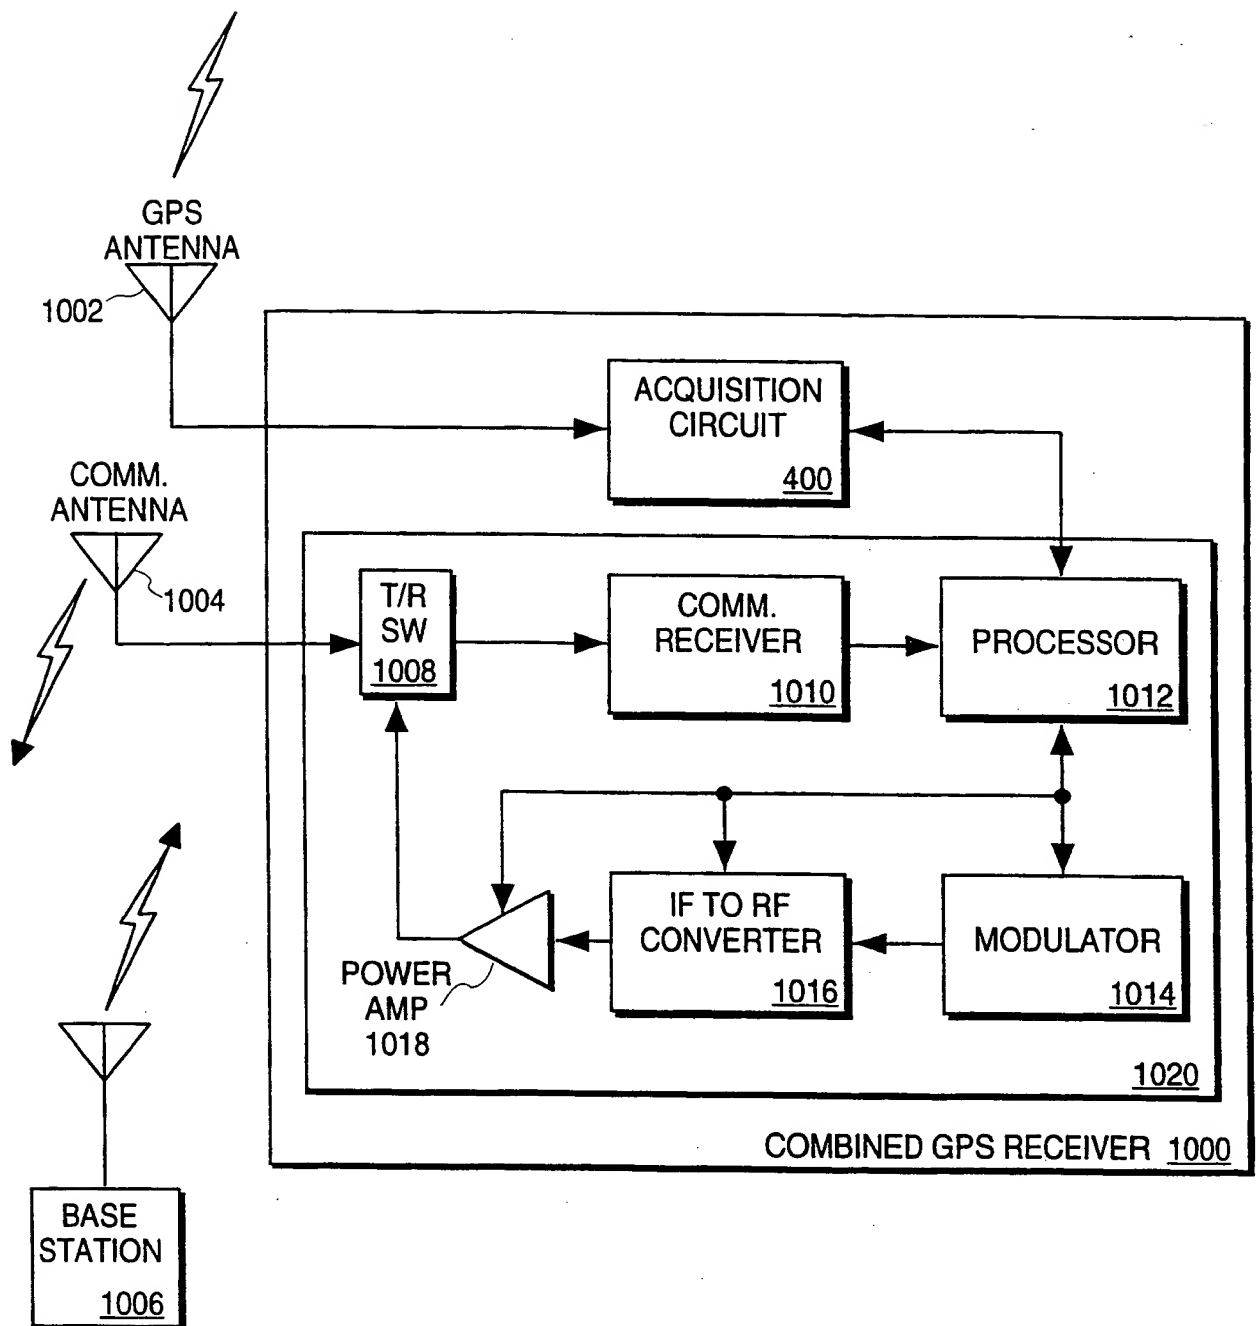 GPS
ANTENNA
1002
ACQUISITION
CIRCUIT
400
COMM.
ANTENNA
1004
T/R
SW
1008
COMM.
RECEIVER
1010
PROCESSOR
1012
POWER
AMP
1018
IF TO RF
CONVERTER
1016
MODULATOR
1014
1020
COMBINED GPS RECEIVER 1000
BASE
STATION
1006